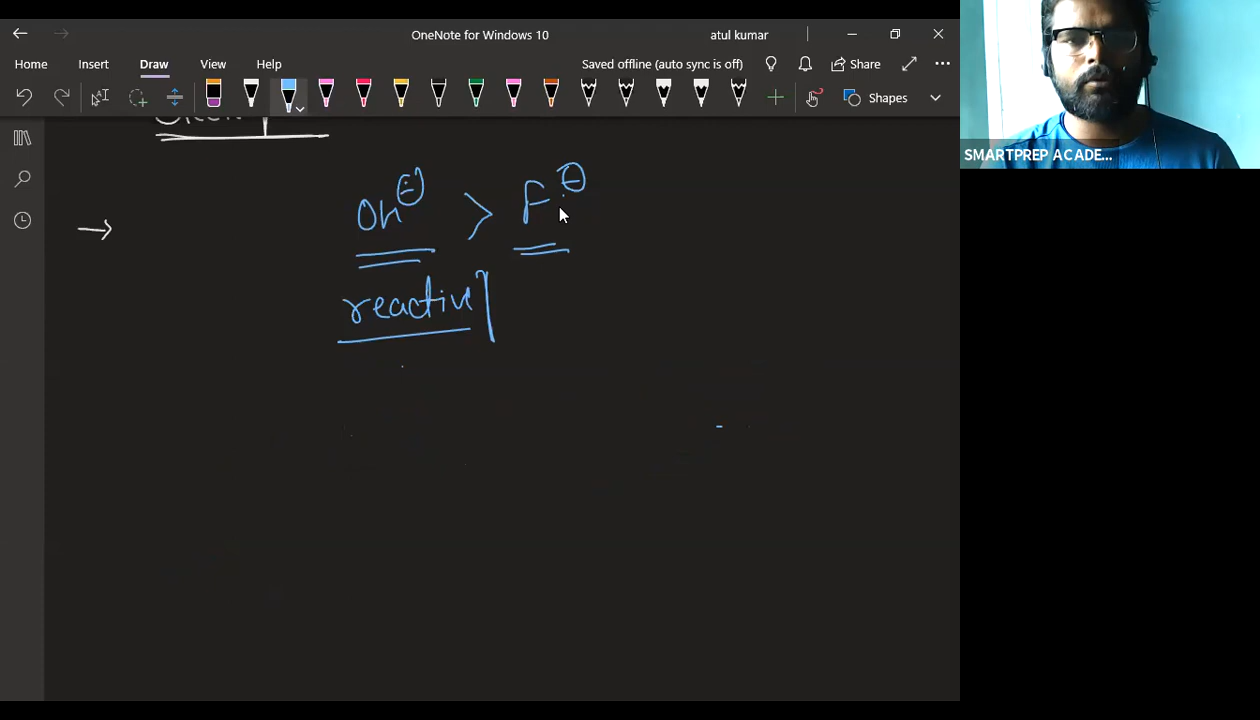 OneNote for Windows 10
atul kumar
Home Insert Draw View Help
Saved offline (auto sync is off)
Share
Shapes
SMARTPREP ACADE...
OH⊖ > F⊖
reactive